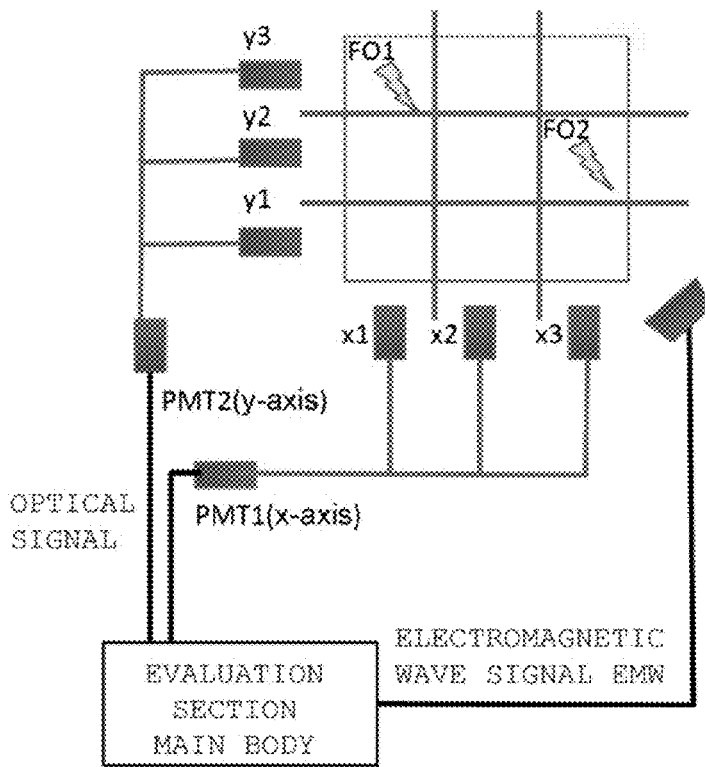 y3
FO1
y2
FO2
y1
x1
x2
x3
PMT2(y-axis)
OPTICAL
SIGNAL
PMT1(x-axis)
ELECTROMAGNETIC
WAVE SIGNAL EMW
EVALUATION
SECTION
MAIN BODY